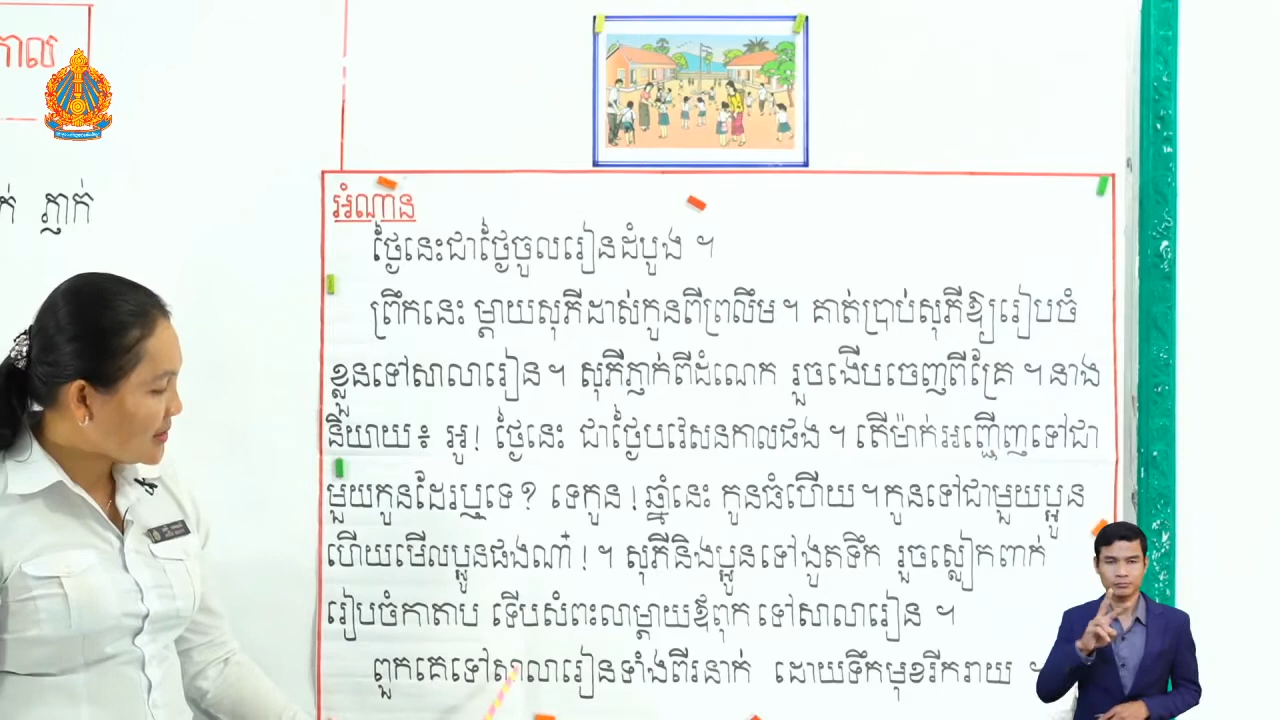 កាល
ក់ ភ្ញាក់
អំណាន
ថ្ងៃនេះជាថ្ងៃចូលរៀនដំបូង ។
ព្រឹកនេះ ម្ដាយសុភីដាស់កូនពីព្រលឹម ។ គាត់ប្រាប់សុភីឱ្យរៀបចំ
ខ្លួនទៅសាលារៀន ។ សុភីភ្ញាក់ពីដំណេក រួចងើបចេញពីគ្រែ ។ នាង
និយាយ៖ អូ! ថ្ងៃនេះ ជាថ្ងៃបវេសនកាលផង ។ តើម៉ាក់អញ្ជើញទៅជា
មួយកូនដែរឬទេ? ទេកូន! ឆ្នាំនេះ កូនធំហើយ ។ កូនទៅជាមួយប្អូន
ហើយមើលប្អូនផងណា៎! ។ សុភីនិងប្អូនទៅងូតទឹក រួចស្លៀកពាក់
រៀបចំកាតាប ទើបសំពះលាម្ដាយឪពុក ទៅសាលារៀន ។
ពួកគេទៅសាលារៀនទាំងពីរនាក់ ដោយទឹកមុខរីករាយ ។